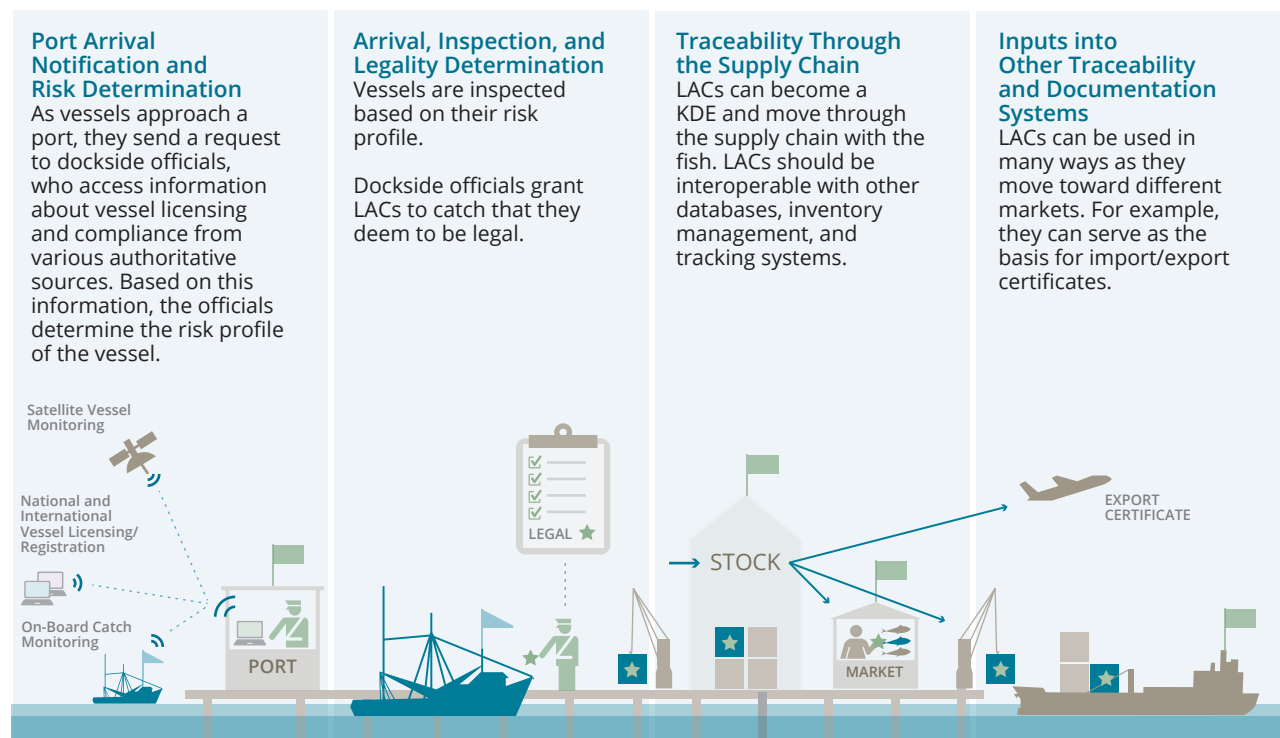 Port Arrival
Notification and
Risk Determination
As vessels approach a
port, they send a request
to dockside officials,
who access information
about vessel licensing
and compliance from
various authoritative
sources. Based on this
information, the officials
determine the risk profile
of the vessel.
Arrival, Inspection, and
Legality Determination
Vessels are inspected
based on their risk
profile.
Dockside officials grant
LACs to catch that they
deem to be legal.
Traceability Through
the Supply Chain
LACs can become a
KDE and move through
the supply chain with the
fish. LACs should be
interoperable with other
databases, inventory
management, and
tracking systems.
Inputs into
Other Traceability
and Documentation
Systems
LACs can be used in
many ways as they
move toward different
markets. For example,
they can serve as the
basis for import/export
certificates.
Satellite Vessel
Monitoring
National and
International
Vessel Licensing/
Registration
On-Board Catch
Monitoring
PORT
LEGAL
STOCK
MARKET
EXPORT
CERTIFICATE